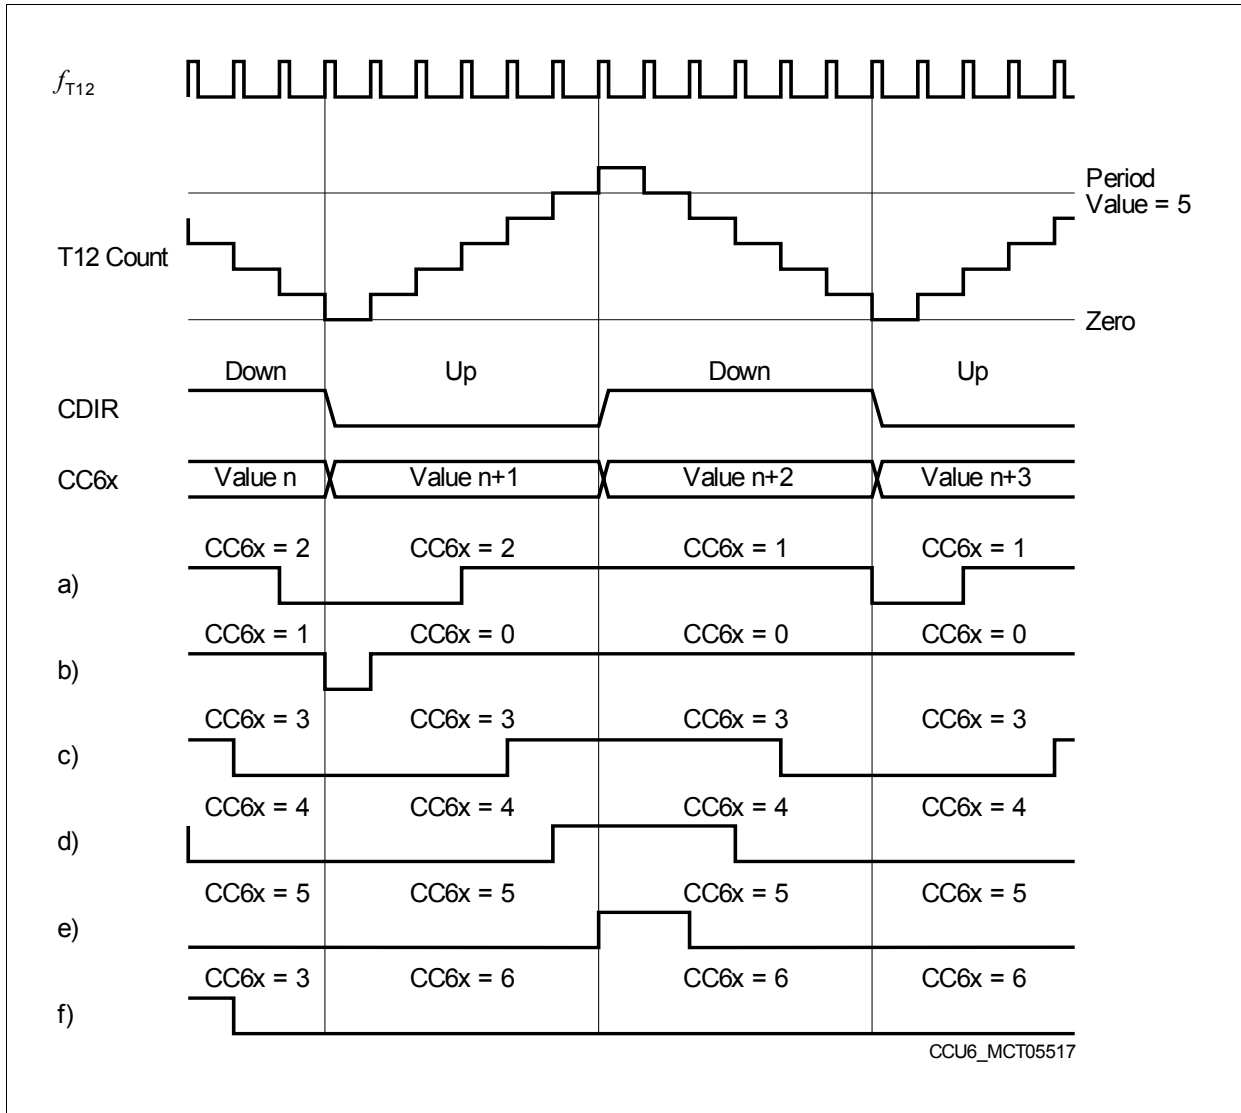 fT12
Period
Value = 5
T12 Count
Zero
Down Up Down Up
CDIR
CC6x Value n Value n+1 Value n+2 Value n+3
CC6x = 2 CC6x = 2 CC6x = 1 CC6x = 1
a)
CC6x = 1 CC6x = 0 CC6x = 0 CC6x = 0
b)
CC6x = 3 CC6x = 3 CC6x = 3 CC6x = 3
c)
CC6x = 4 CC6x = 4 CC6x = 4 CC6x = 4
d)
CC6x = 5 CC6x = 5 CC6x = 5 CC6x = 5
e)
CC6x = 3 CC6x = 6 CC6x = 6 CC6x = 6
f)
CCU6_MCT05517